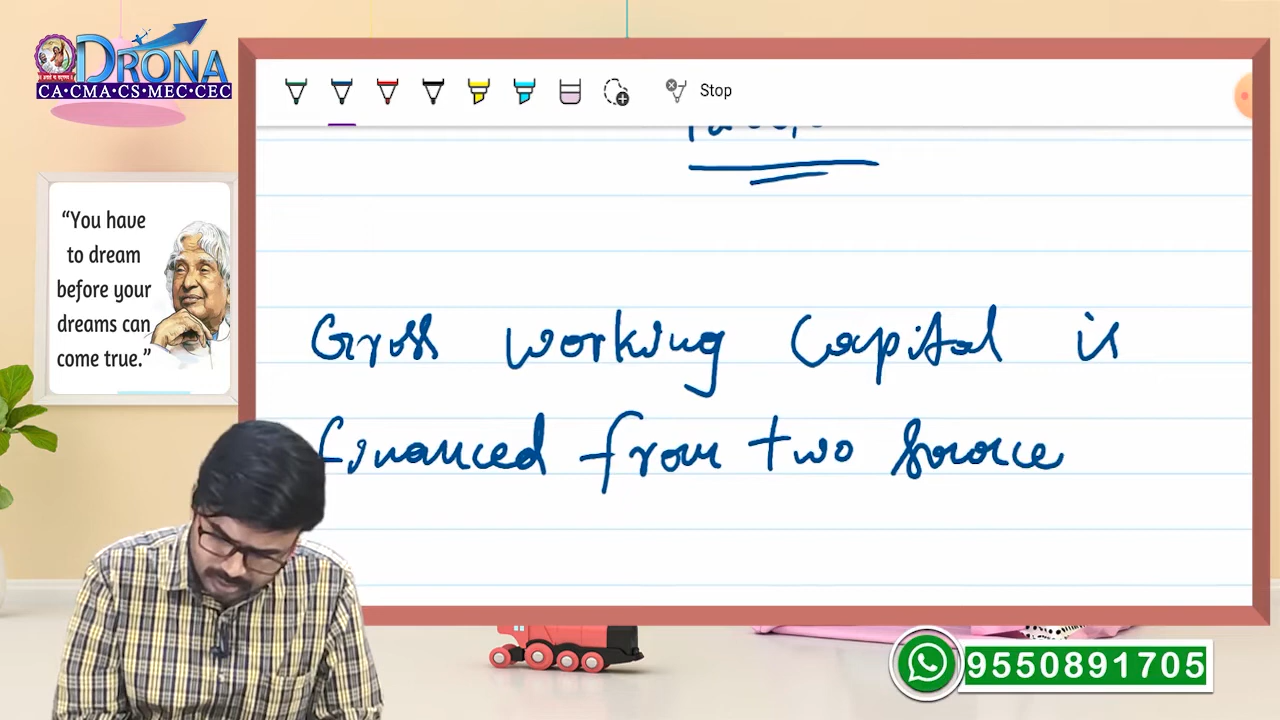 DRONA
CA•CMA•CS•MEC•CEC
Stop
“You have
to dream
before your
dreams can
come true.”
Gross working Capital is
financed from two source
9550891705